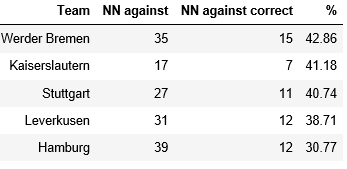 Team NN against NN against correct %
Werder Bremen 35 15 42.86
Kaiserslautern 17 7 41.18
Stuttgart 27 11 40.74
Leverkusen 31 12 38.71
Hamburg 39 12 30.77